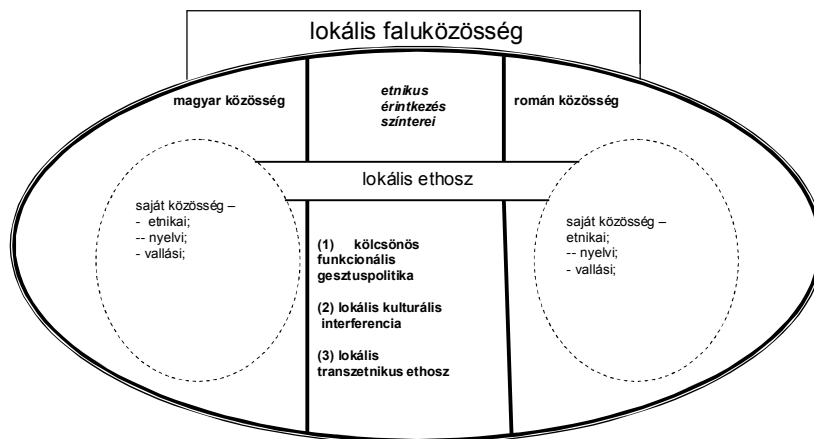 lokális faluközösség
magyar közösség
etnikus
érintkezés
színterei
román közösség
lokális ethosz
saját közösség –
- etnikai;
-- nyelvi;
- vallási;
(1) kölcsönös
funkcionális
gesztuspolitika
(2) lokális kulturális
interferencia
(3) lokális
transzetnikus ethosz
saját közösség –
etnikai;
-- nyelvi;
- vallási;